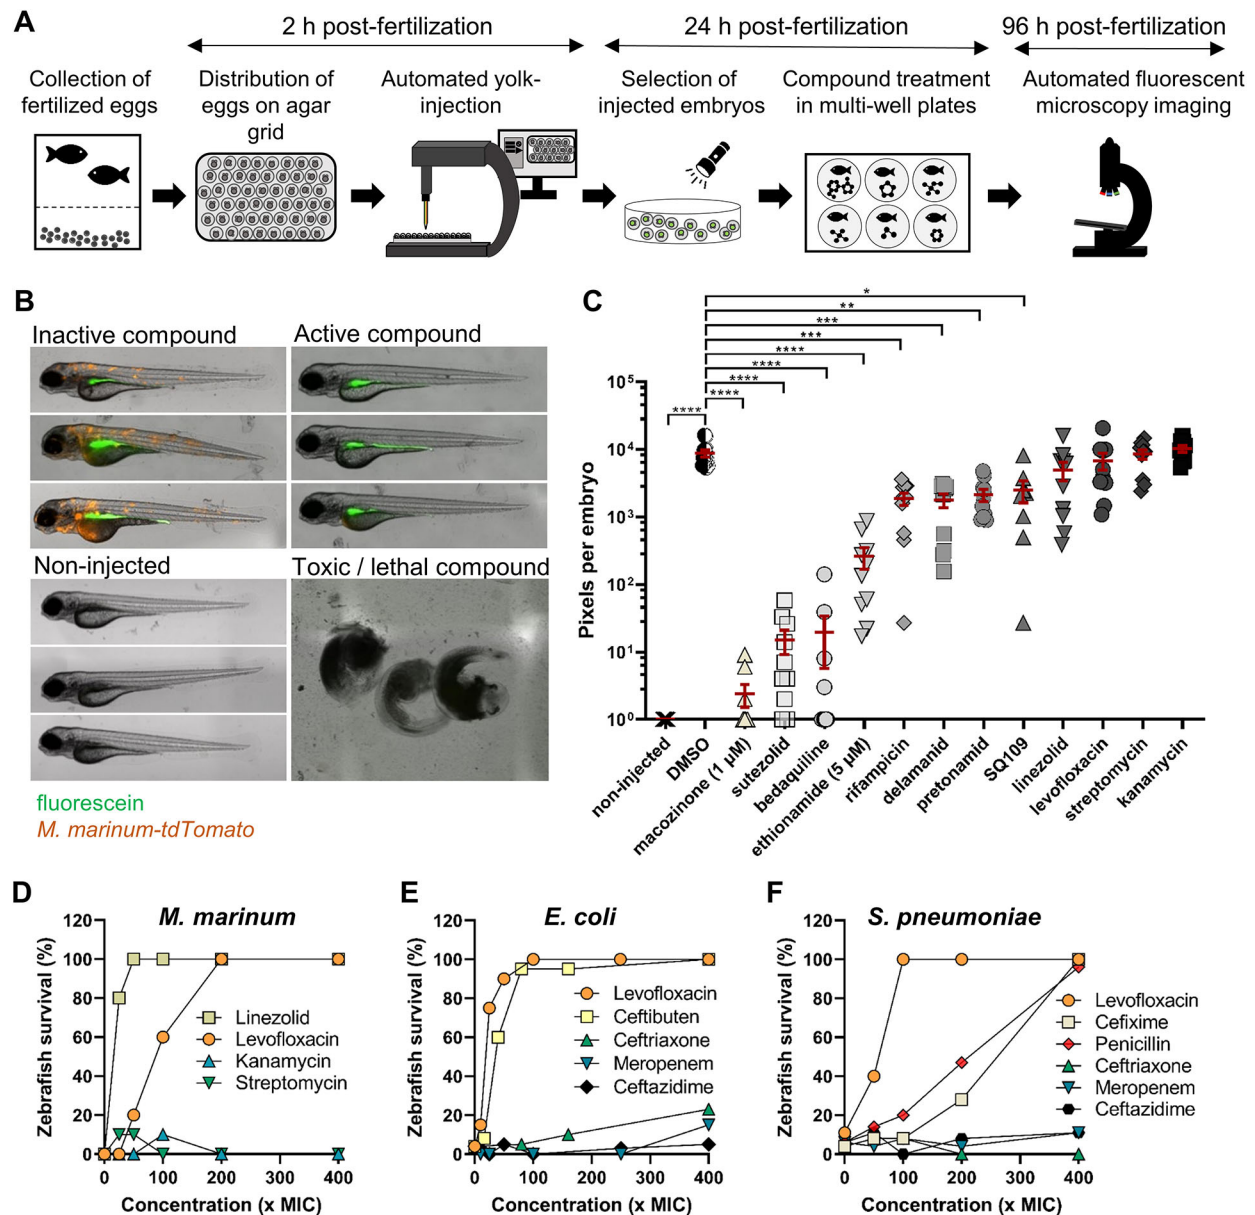 A
2 h post-fertilization
24 h post-fertilization
96 h post-fertilization
Collection of
fertilized eggs
Distribution of
eggs on agar
grid
Automated yolk-
injection
Selection of
injected embryos
Compound treatment
in multi-well plates
Automated fluorescent
microscopy imaging
B
Inactive compound
Active compound
Non-injected
Toxic / lethal compound
fluorescein
M. marinum-tdTomato
C
*
**
***
***
****
****
****
****
****
Pixels per embryo
10⁵
10⁴
10³
10²
10¹
10⁰
non-injected
DMSO
macozinone (1 µM)
sutezolid
bedaquiline
ethionamide (5 µM)
rifampicin
delamanid
pretonamid
SQ109
linezolid
levofloxacin
streptomycin
kanamycin
D
M. marinum
Zebrafish survival (%)
120
100
80
60
40
20
0
0
100
200
300
400
Concentration (x MIC)
Linezolid
Levofloxacin
Kanamycin
Streptomycin
E
E. coli
Zebrafish survival (%)
120
100
80
60
40
20
0
0
100
200
300
400
Concentration (x MIC)
Levofloxacin
Ceftibuten
Ceftriaxone
Meropenem
Ceftazidime
F
S. pneumoniae
Zebrafish survival (%)
120
100
80
60
40
20
0
0
100
200
300
400
Concentration (x MIC)
Levofloxacin
Cefixime
Penicillin
Ceftriaxone
Meropenem
Ceftazidime